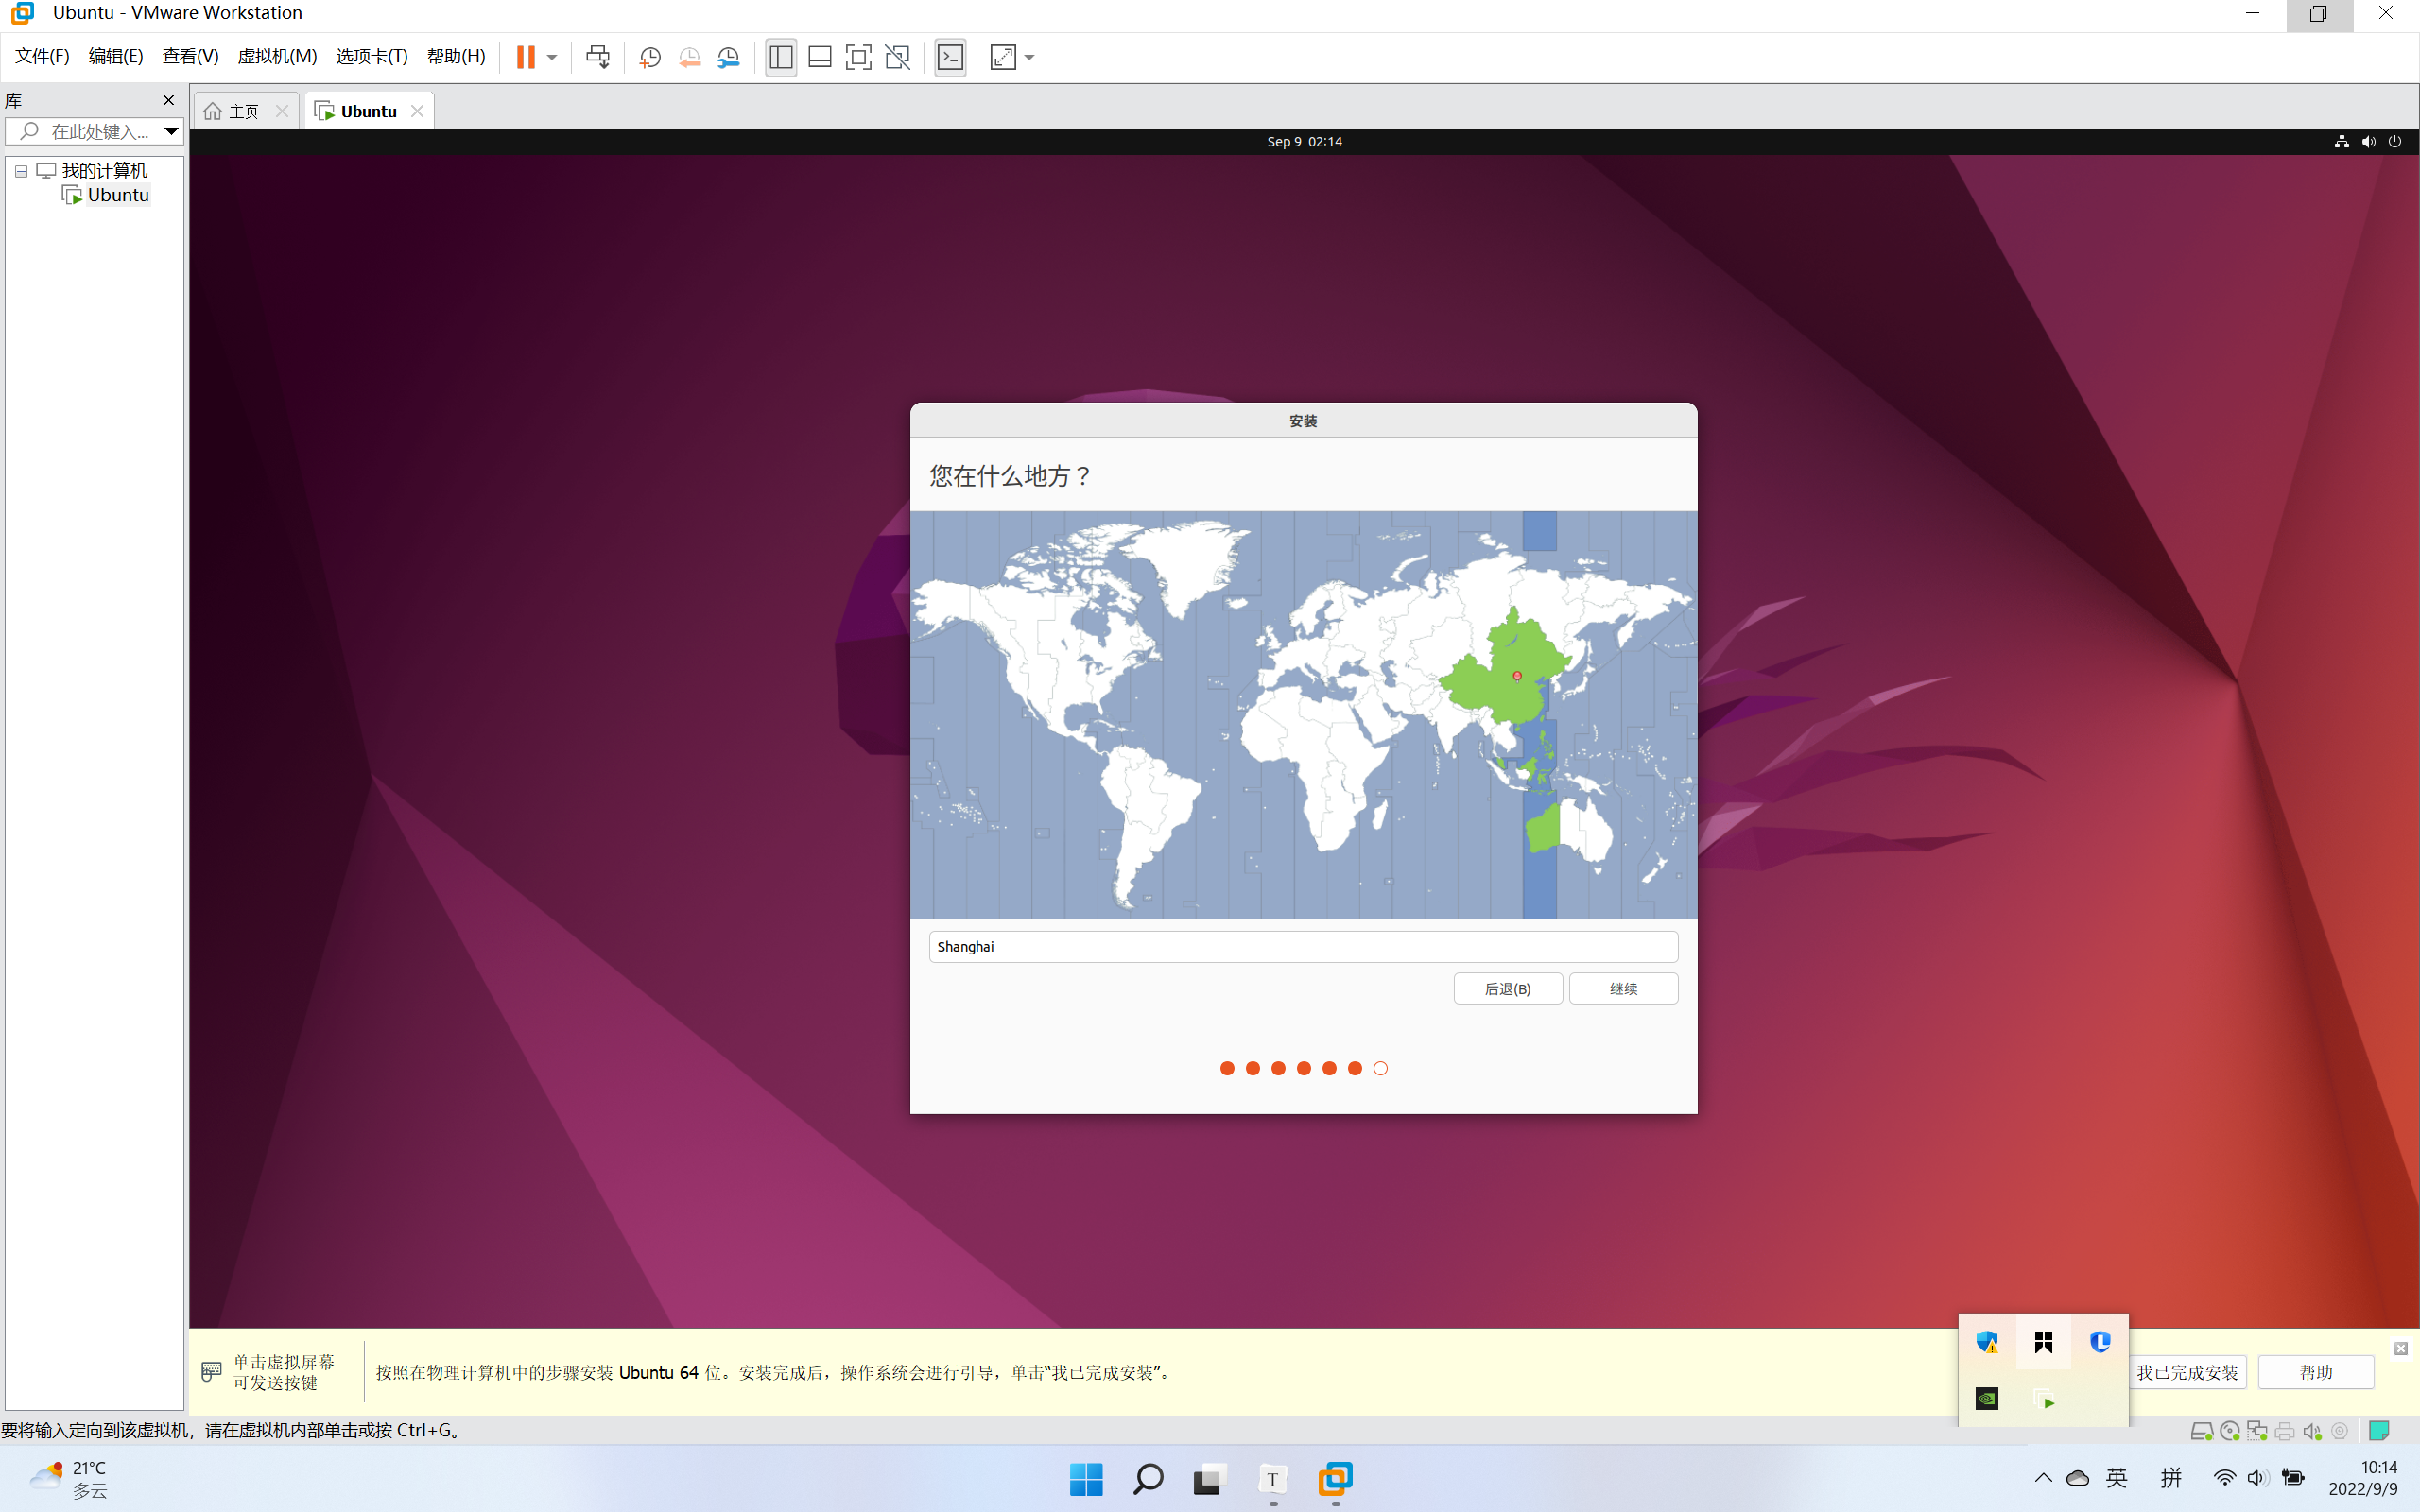 Ubuntu - VMware Workstation
文件(F) 编辑(E) 查看(V) 虚拟机(M) 选项卡(T) 帮助(H)
库
主页
Ubuntu
在此处键入...
Sep 9 02:14
我的计算机
Ubuntu
安装
您在什么地方？
Shanghai
后退(B) 继续
单击虚拟屏幕
可发送按键
按照在物理计算机中的步骤安装 Ubuntu 64 位。安装完成后，操作系统会进行引导，单击“我已完成安装”。
我已完成安装 帮助
要将输入定向到该虚拟机，请在虚拟机内部单击或按 Ctrl+G。
21°C
多云
T
英 拼
10:14
2022/9/9